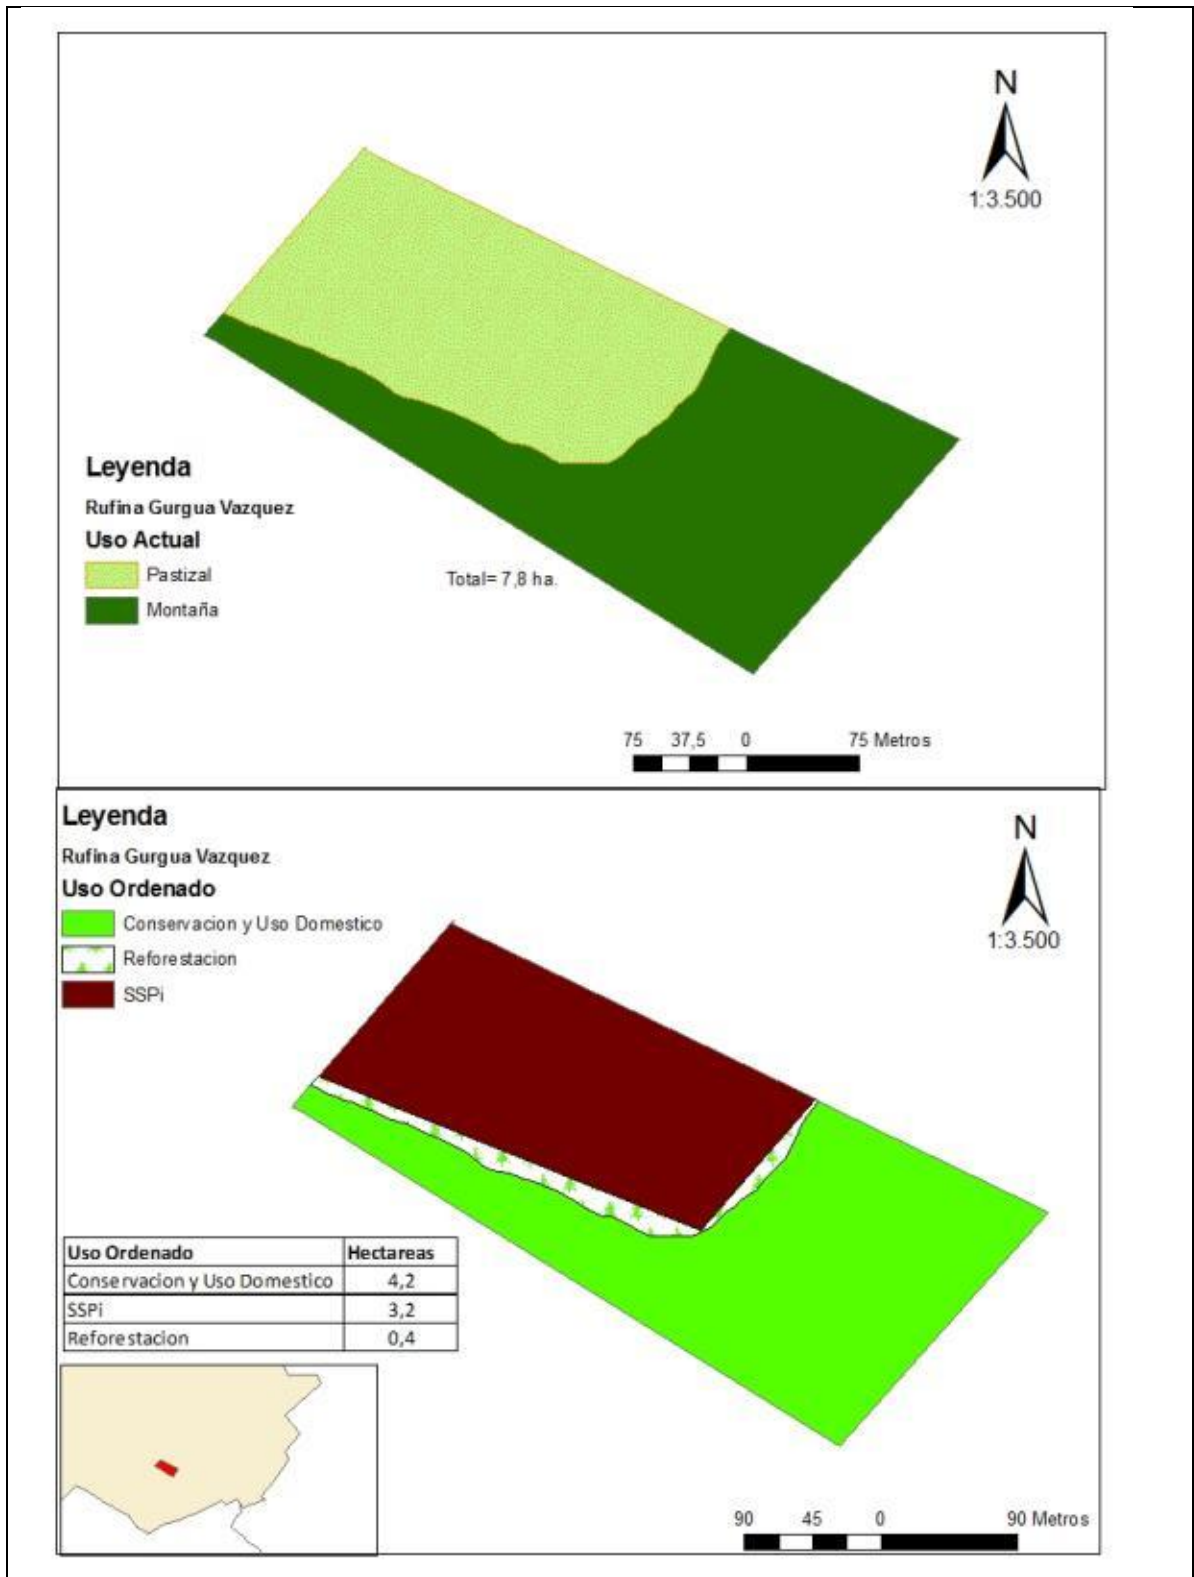 N
1:3.500
Leyenda
Rufina Gurgua Vazquez
Uso Actual
Pastizal
Montaña
Total= 7,8 ha.
75 37,5 0 75 Metros
Leyenda
Rufina Gurgua Vazquez
Uso Ordenado
Conservacion y Uso Domestico
Reforestacion
SSPi
N
1:3.500
Uso Ordenado Hectareas
Conservacion y Uso Domestico 4,2
SSPi 3,2
Reforestacion 0,4
90 45 0 90 Metros